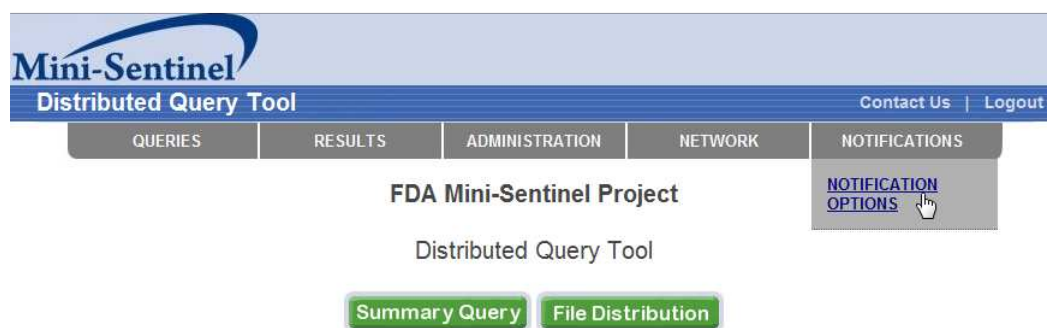 Mini-Sentinel
Distributed Query Tool Contact Us | Logout
QUERIES RESULTS ADMINISTRATION NETWORK NOTIFICATIONS
NOTIFICATION
OPTIONS
FDA Mini-Sentinel Project
Distributed Query Tool
Summary Query File Distribution